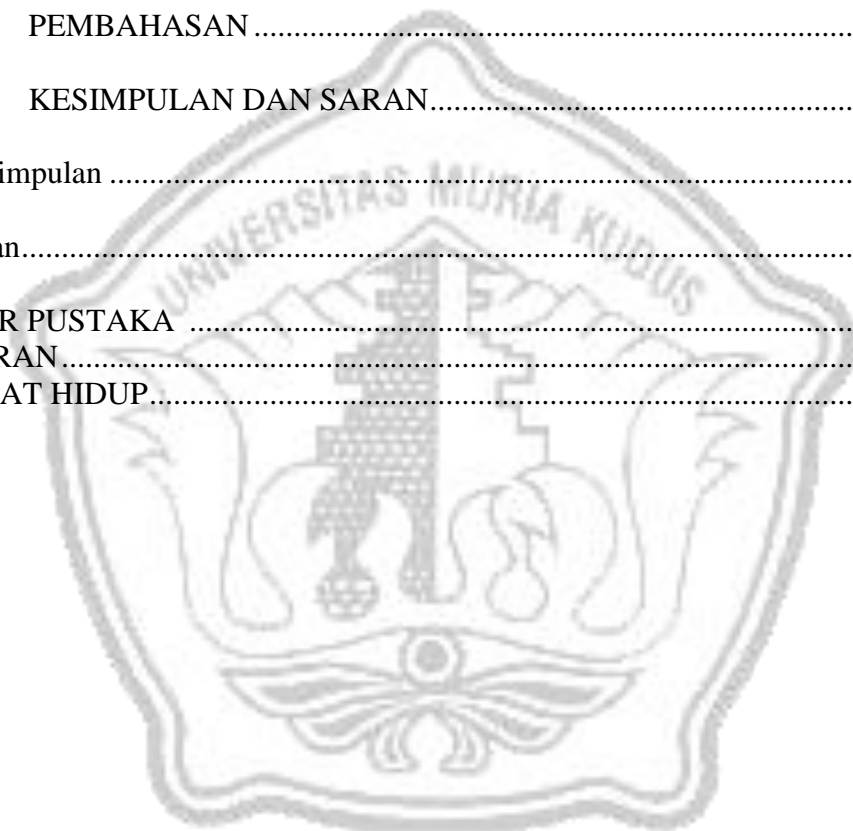 PEMBAHASAN ........................................................................
KESIMPULAN DAN SARAN....................................................
impulan ............................................................................................
an........................................................................................................
R PUSTAKA ...................................................................................
RAN...................................................................................................
AT HIDUP........................................................................................
UNIVERSITAS MURIA KUDUS